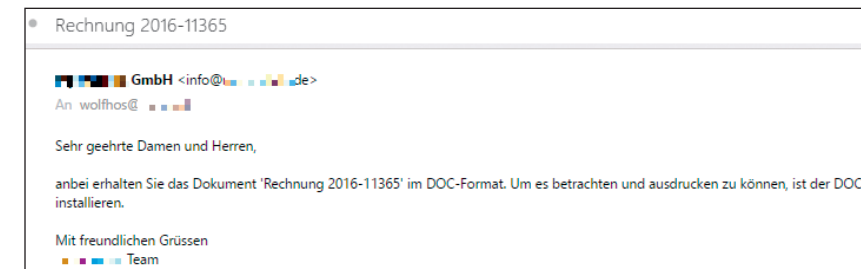 Rechnung 2016-11365
GmbH <info@ de>
An wolfhos@
Sehr geehrte Damen und Herren,
anbei erhalten Sie das Dokument 'Rechnung 2016-11365' im DOC-Format. Um es betrachten und ausdrucken zu können, ist der DOC
installieren.
Mit freundlichen Grüssen
Team